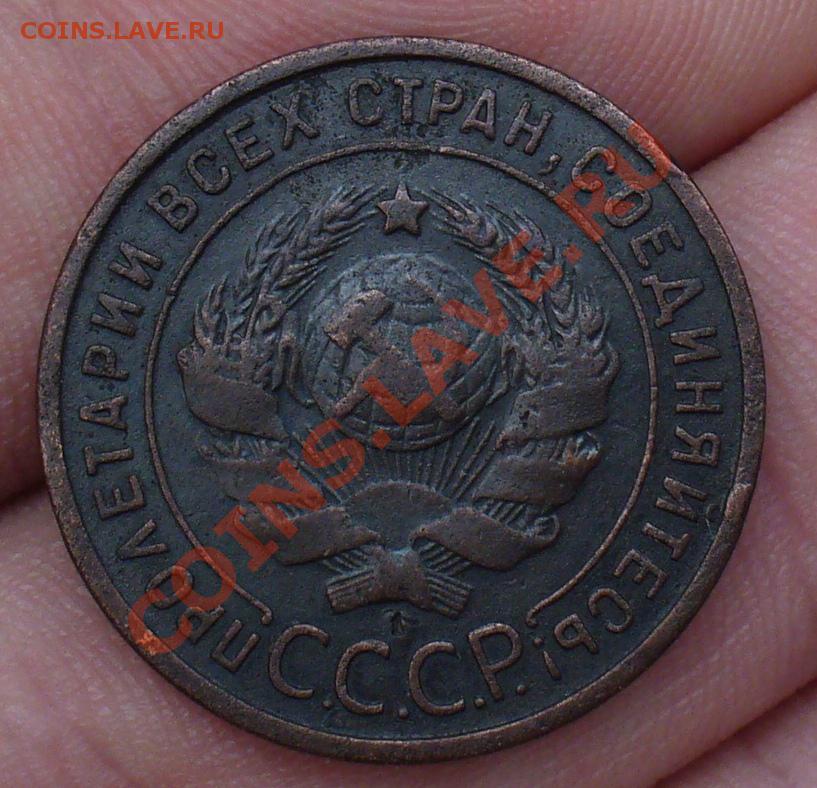 COINS.LAVE.RU
ПРОЛЕТАРИИ ВСЕХ СТРАН, СОЕДИНЯЙТЕСЬ!
С.С.С.Р.
COINS.LAVE.RU